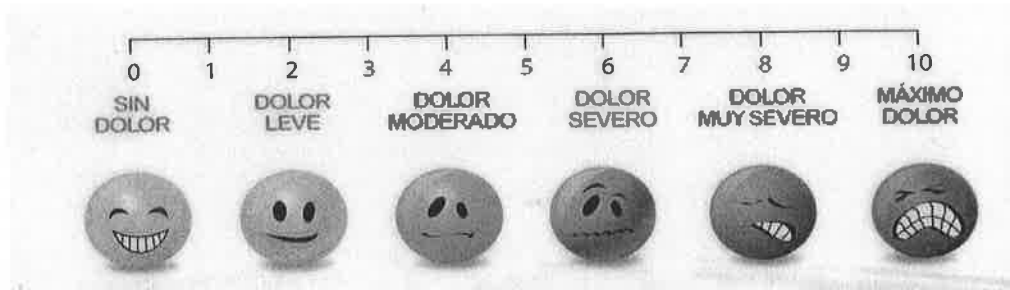 0 1 2 3 4 5 6 7 8 9 10
SIN DOLOR
DOLOR LEVE
DOLOR MODERADO
DOLOR SEVERO
DOLOR MUY SEVERO
MÁXIMO DOLOR